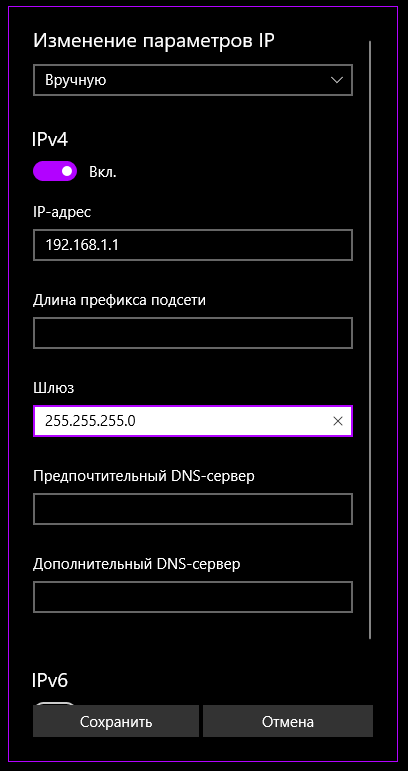 Изменение параметров IP
Вручную
IPv4
Вкл.
IP-адрес
192.168.1.1
Длина префикса подсети
Шлюз
255.255.255.0
Предпочтительный DNS-сервер
Дополнительный DNS-сервер
IPv6
Сохранить
Отмена